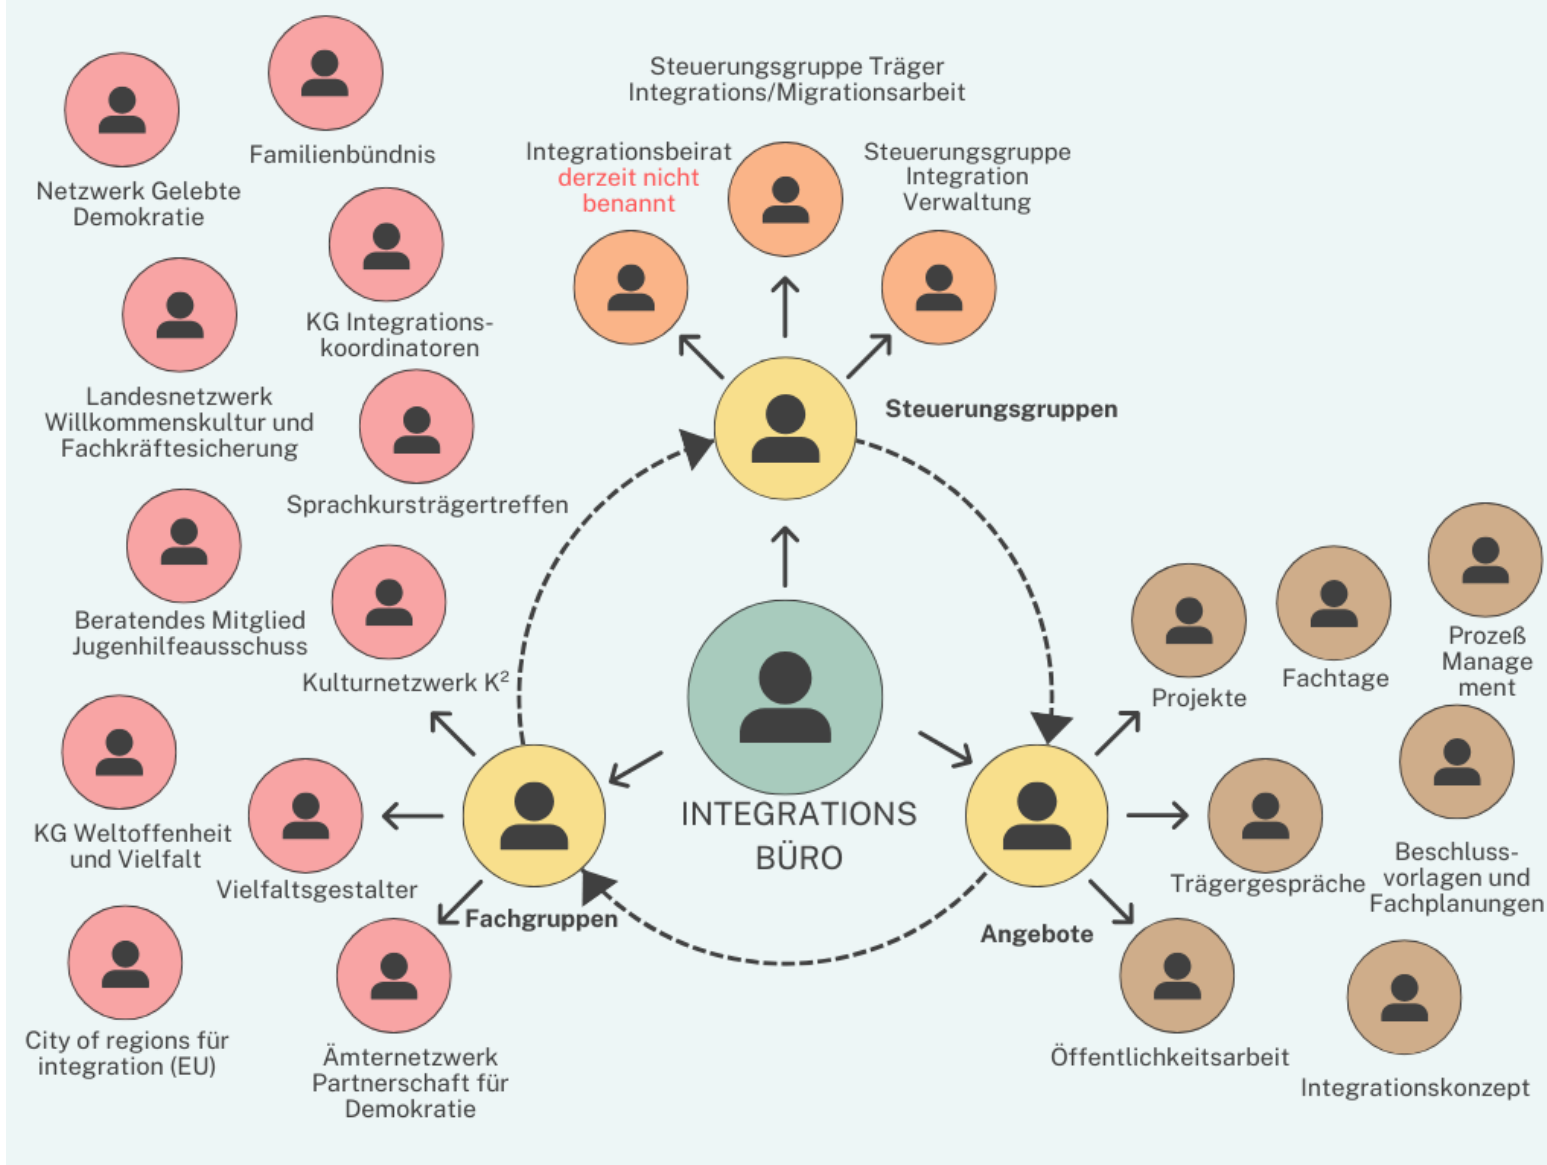 Steuerungsgruppe Träger
Integrations/Migrationsarbeit
Integrationsbeirat
derzeit nicht
benannt
Steuerungsgruppe
Integration
Verwaltung
Steuerungsgruppen
Familienbündnis
Netzwerk Gelebte
Demokratie
KG Integrations-
koordinatoren
Landesnetzwerk
Willkommenskultur und
Fachkräftesicherung
Sprachkursträgertreffen
Beratendes Mitglied
Jugenhilfeausschuss
Kulturnetzwerk K²
KG Weltoffenheit
und Vielfalt
Vielfaltsgestalter
Fachgruppen
City of regions für
integration (EU)
Ämternetzwerk
Partnerschaft für
Demokratie
INTEGRATIONS
BÜRO
Angebote
Projekte
Fachtage
Prozeß
Manage
ment
Trägergespräche
Beschluss-
vorlagen und
Fachplanungen
Öffentlichkeitsarbeit
Integrationskonzept